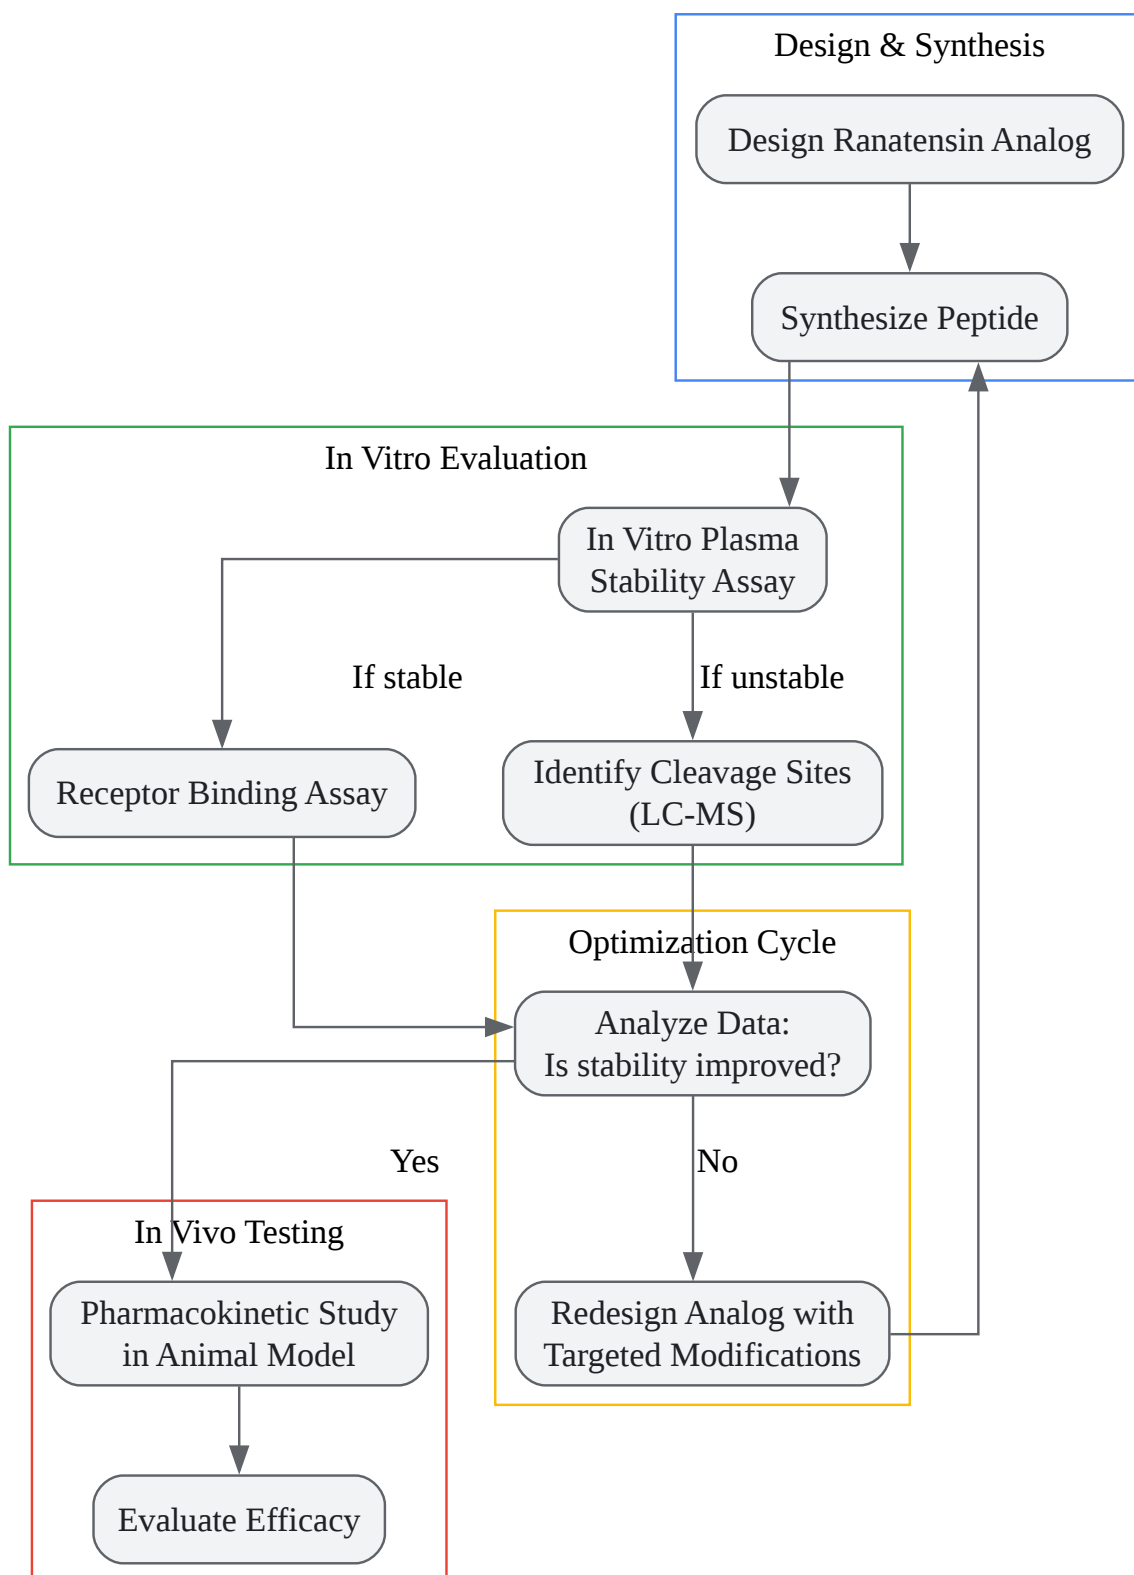 Design & Synthesis
Design Ranatensin Analog
Synthesize Peptide
In Vitro Evaluation
In Vitro Plasma
Stability Assay
If stable
If unstable
Receptor Binding Assay
Identify Cleavage Sites
(LC-MS)
Optimization Cycle
Analyze Data:
Is stability improved?
Yes
No
In Vivo Testing
Pharmacokinetic Study
in Animal Model
Redesign Analog with
Targeted Modifications
Evaluate Efficacy